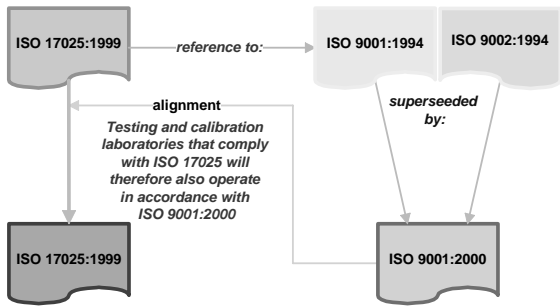 ISO 17025:1999
reference to:
ISO 9001:1994
ISO 9002:1994
alignment
Testing and calibration
laboratories that comply
with ISO 17025 will
therefore also operate
in accordance with
ISO 9001:2000
superseeded
by:
ISO 17025:1999
ISO 9001:2000